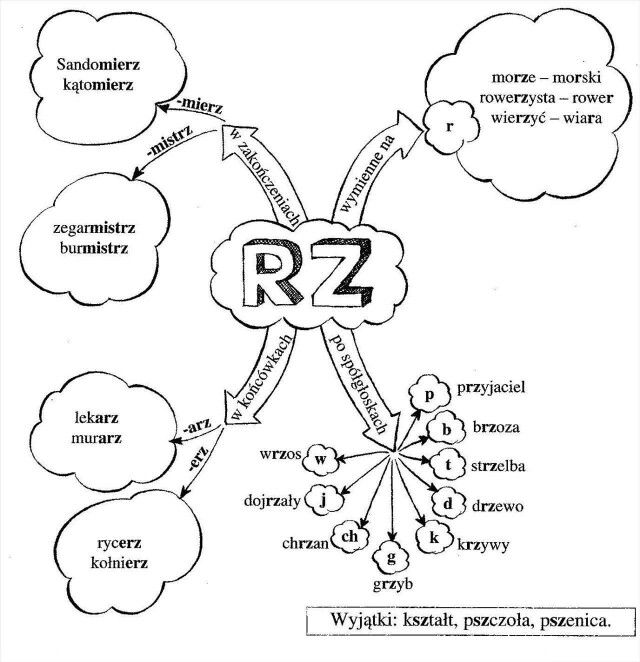 Sandomierz
kątomierz
-mierz
-mistrz
zegarmistrz
burmistrz
w zakończeniach
wymienne na
r
morze – morski
rowerzysta – rower
wierzyć – wiara
RZ
w końcówkach
-arz
-erz
lekarz
murarz
rycerz
kołnierz
po spółgłoskach
p przyjaciel
b brzoza
t strzelba
d drzewo
k krzywy
g
grzyb
chrzan ch
dojrzały j
wrzos w
Wyjątki: kształt, pszczoła, pszenica.